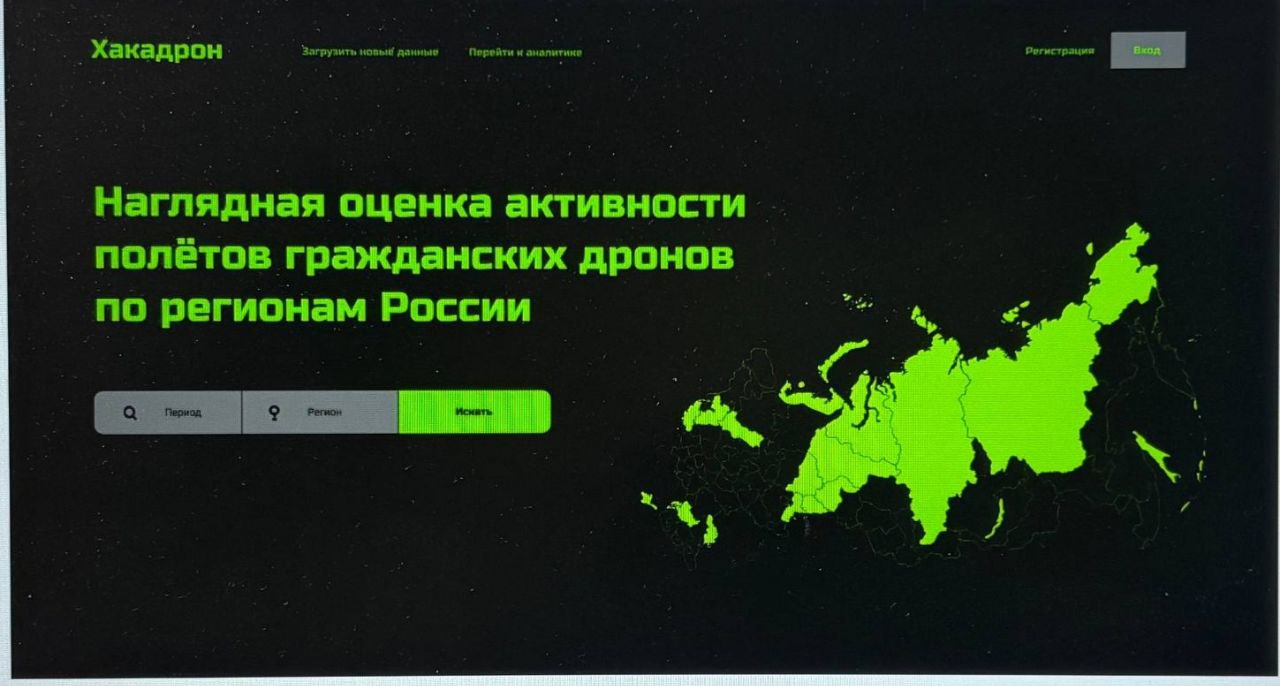 Хакадрон
Загрузить новые данные
Перейти к аналитике
Регистрация
Вход
Наглядная оценка активности
полётов гражданских дронов
по регионам России
Период
Регион
Искать